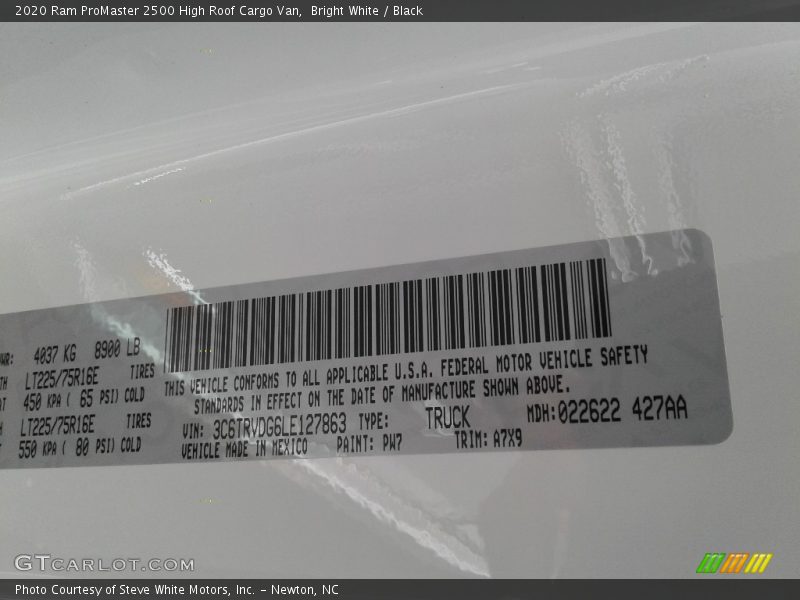 2020 Ram ProMaster 2500 High Roof Cargo Van,  Bright White / Black
4037 KG 8900 LB
LT225/75R16E TIRES
450 KPA ( 65 PSI) COLD
LT225/75R16E TIRES
550 KPA ( 80 PSI) COLD
THIS VEHICLE CONFORMS TO ALL APPLICABLE U.S.A. FEDERAL MOTOR VEHICLE SAFETY
STANDARDS IN EFFECT ON THE DATE OF MANUFACTURE SHOWN ABOVE.
VIN: 3C6TRVDG6LE127863 TYPE: TRUCK MDH:022622 427AA
VEHICLE MADE IN MEXICO PAINT: PW7 TRIM: A7X9
GTCARLOT.COM
Photo Courtesy of Steve White Motors, Inc. – Newton, NC